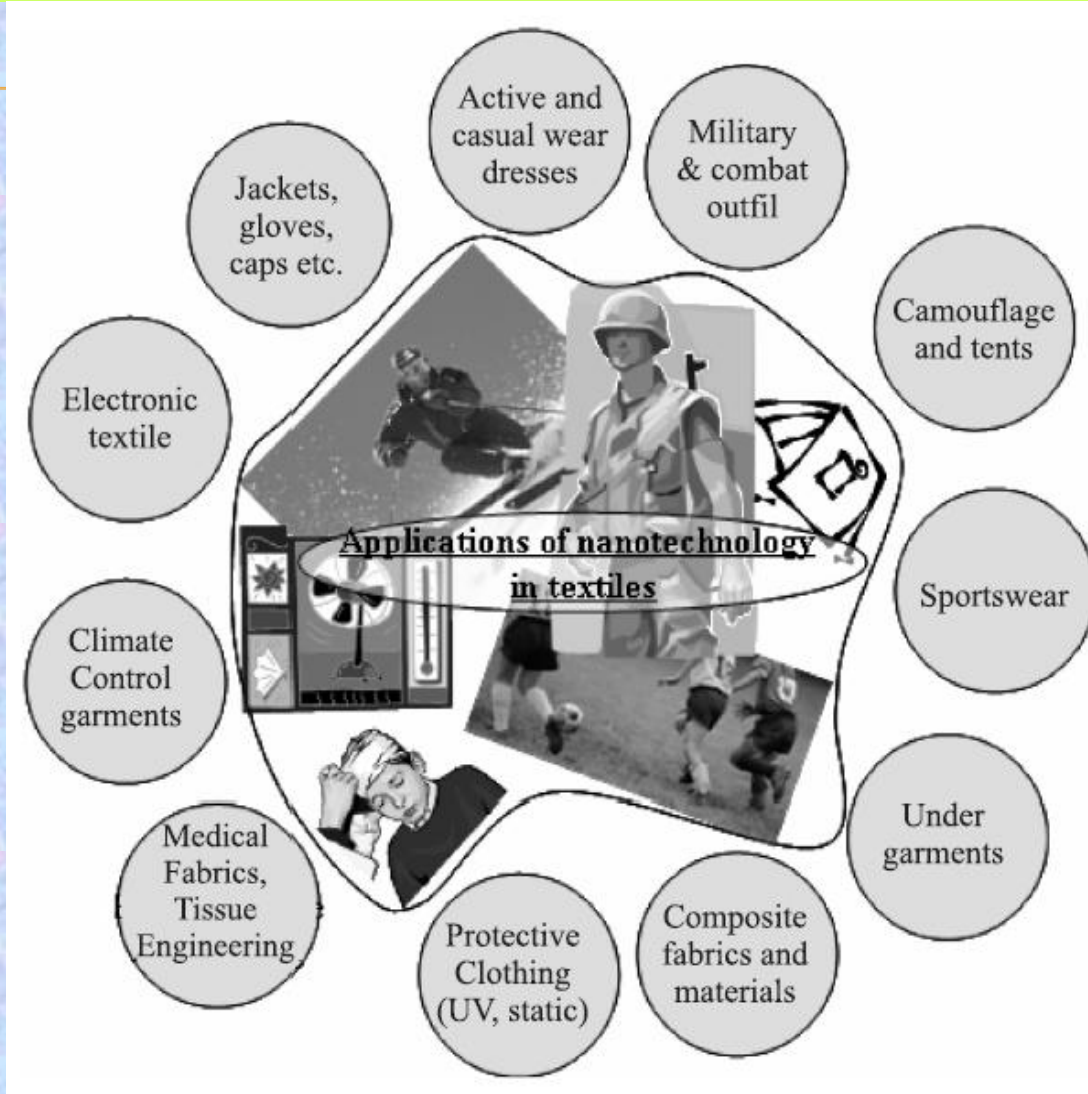 Active and
casual wear
dresses
Military
& combat
outfil
Jackets,
gloves,
caps etc.
Camouflage
and tents
Electronic
textile
Applications of nanotechnology
in textiles
Sportswear
Climate
Control
garments
Under
garments
Medical
Fabrics,
Tissue
Engineering
Protective
Clothing
(UV, static)
Composite
fabrics and
materials